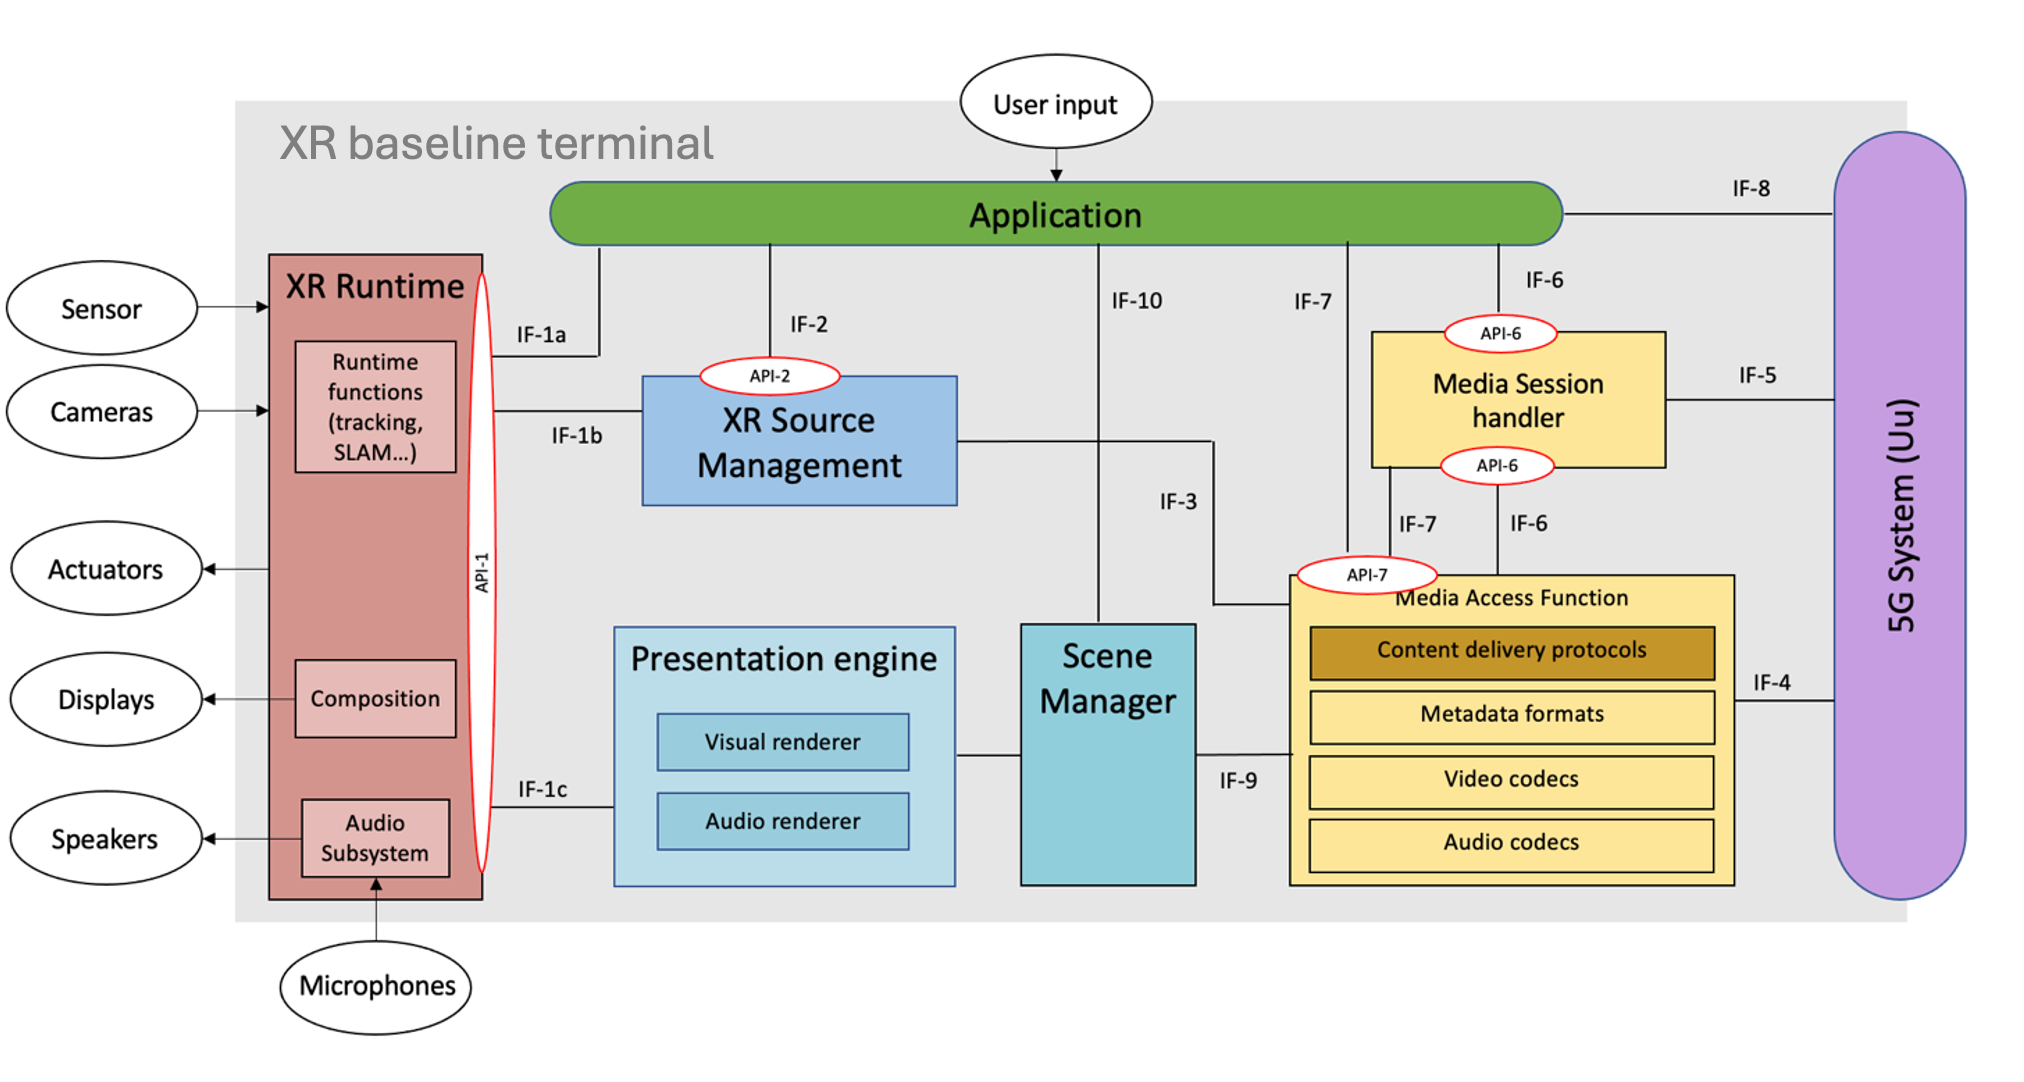 User input
XR baseline terminal
Application
IF-8
XR Runtime
Sensor
IF-6
IF-10
IF-7
IF-2
IF-1a
API-6
Runtime
functions
(tracking,
SLAM...)
API-2
Media Session
handler
IF-5
Cameras
XR Source
Management
IF-1b
API-6
IF-3
IF-7
IF-6
5G System (Uu)
Actuators
API-1
API-7
Media Access Function
Content delivery protocols
Metadata formats
Video codecs
Audio codecs
IF-4
Presentation engine
Visual renderer
Audio renderer
Scene
Manager
IF-9
Displays
Composition
IF-1c
Speakers
Audio
Subsystem
Microphones